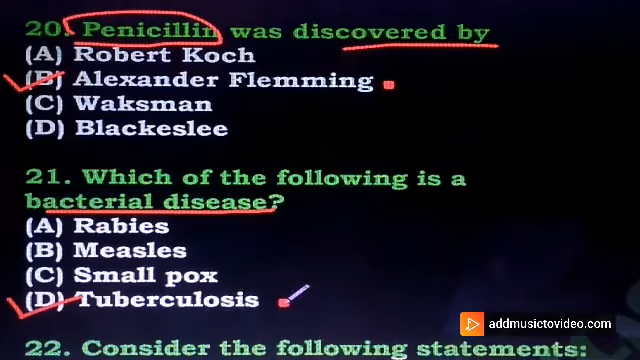 20. Penicillin was discovered by
(A) Robert Koch
(B) Alexander Flemming
(C) Waksman
(D) Blackeslee
21. Which of the following is a
bacterial disease?
(A) Rabies
(B) Measles
(C) Small pox
(D) Tuberculosis
22. Consider the following statements:
addmusictovideo.com